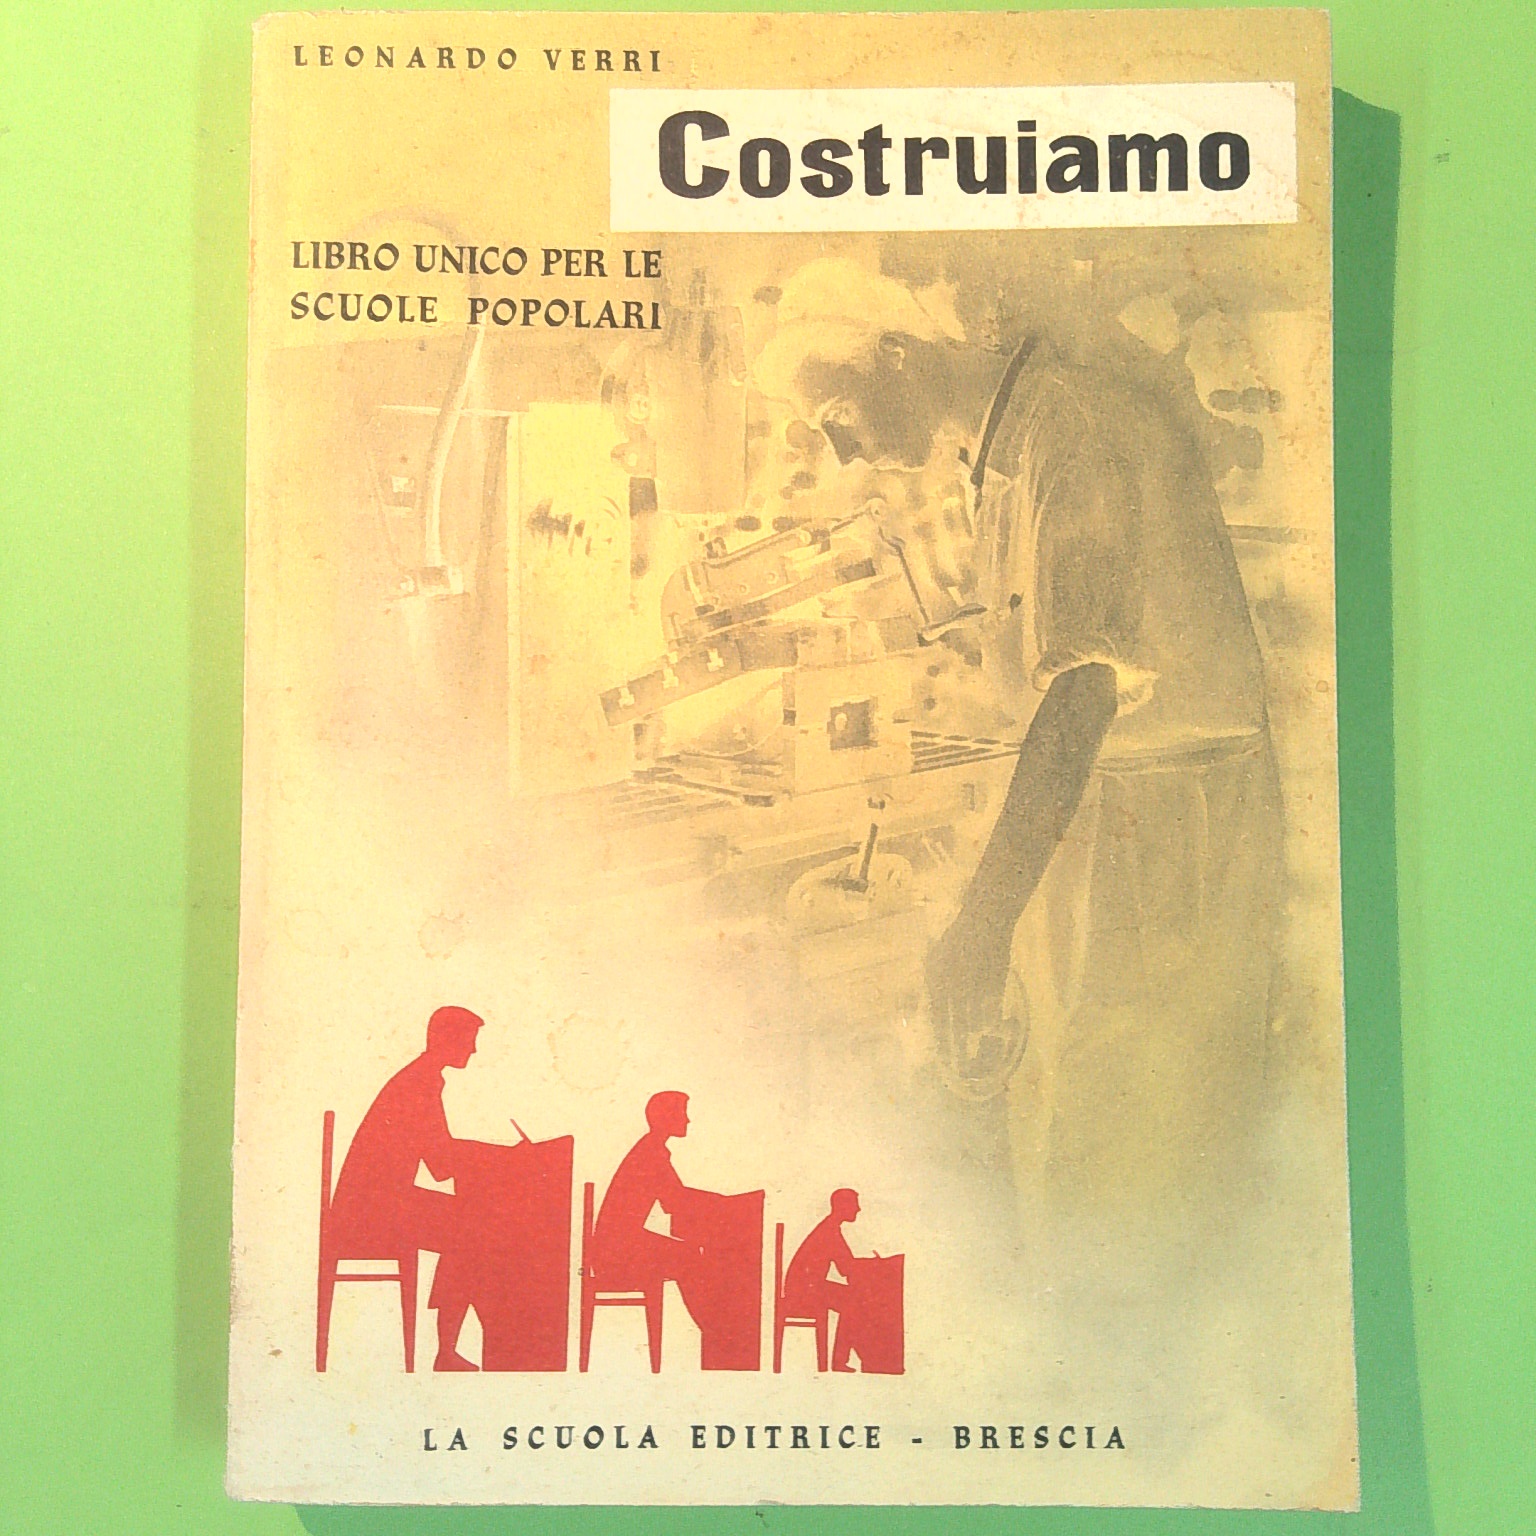 LEONARDO VERRI
Costruiamo
LIBRO UNICO PER LE
SCUOLE POPOLARI
LA SCUOLA EDITRICE - BRESCIA